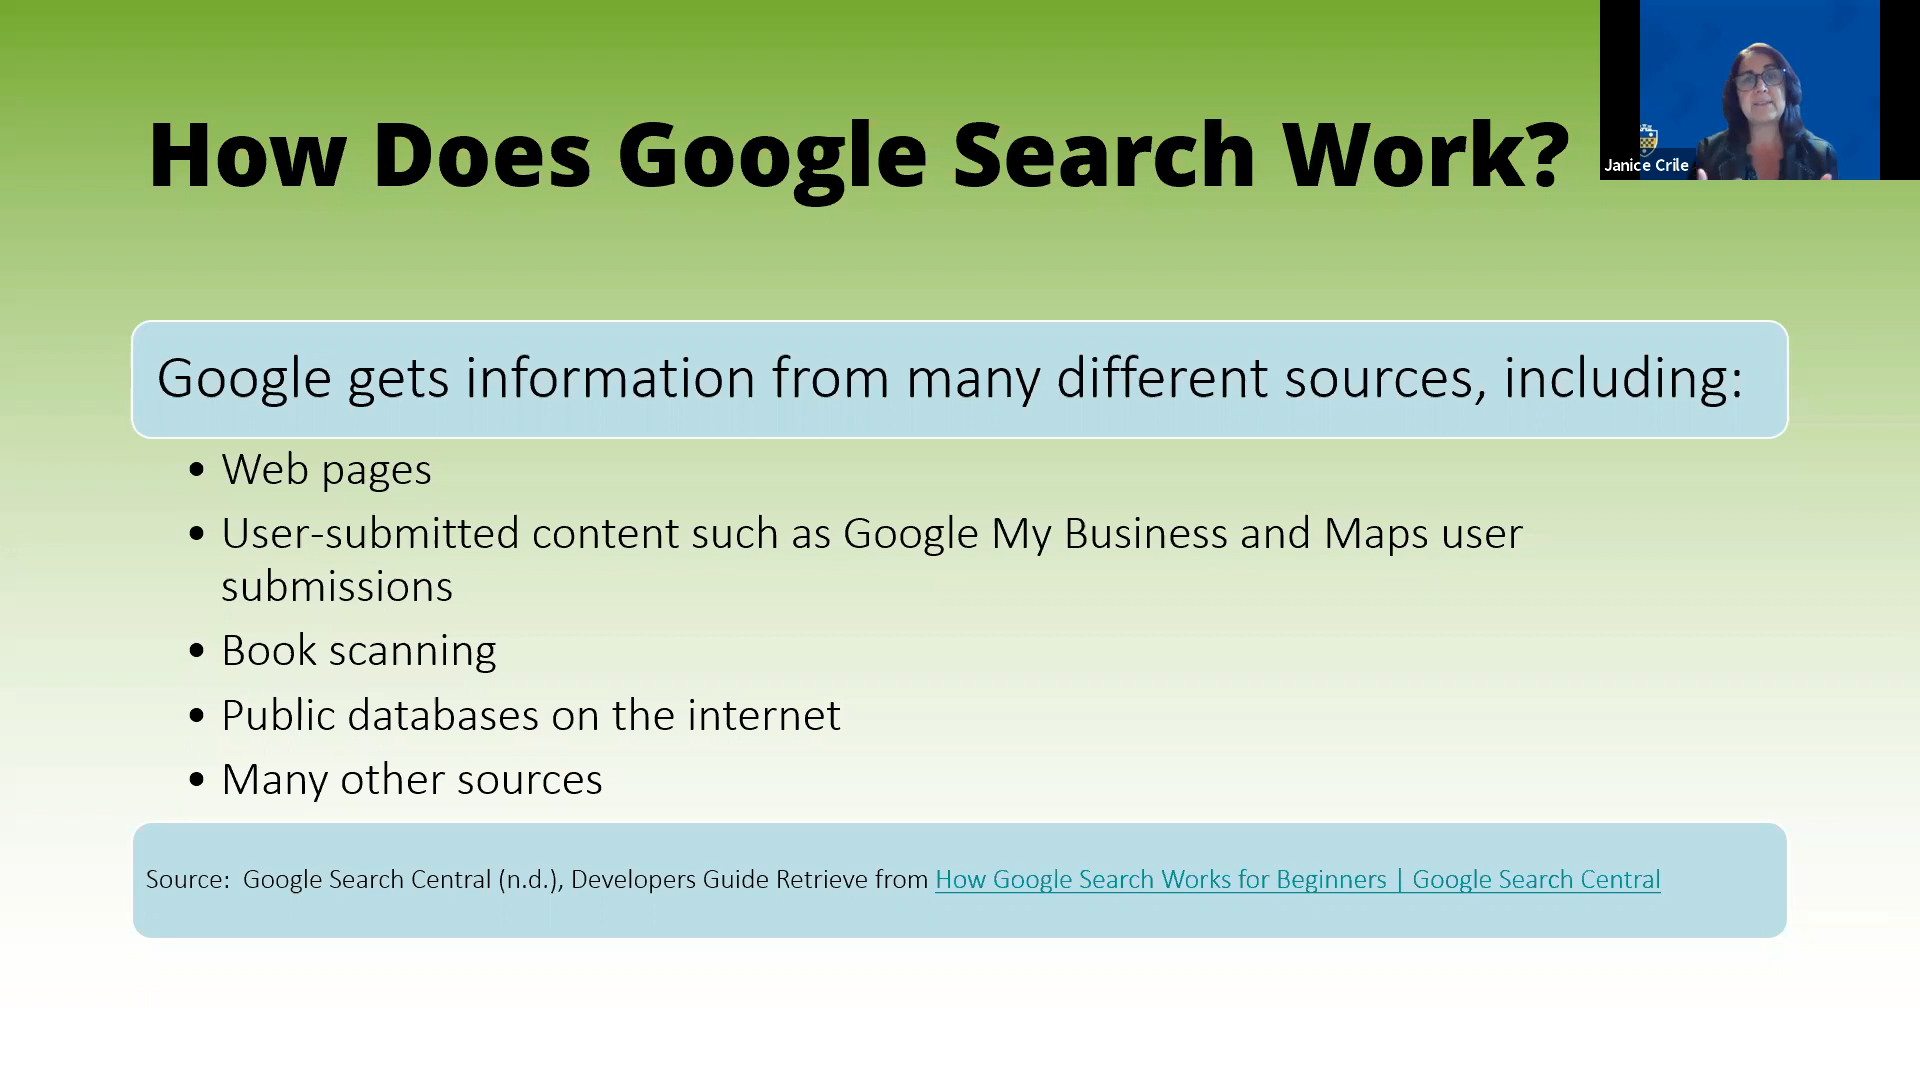 How Does Google Search Work?
Janice Crile
Google gets information from many different sources, including:
• Web pages
• User-submitted content such as Google My Business and Maps user
submissions
• Book scanning
• Public databases on the internet
• Many other sources
Source:  Google Search Central (n.d.), Developers Guide Retrieve from How Google Search Works for Beginners | Google Search Central